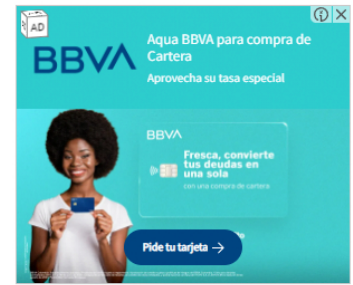 AD
BBVA
Aqua BBVA para compra de
Cartera
Aprovecha su tasa especial
BBVA
Fresca, convierte
tus deudas en
una sola
con una compra de cartera
Pide tu tarjeta →